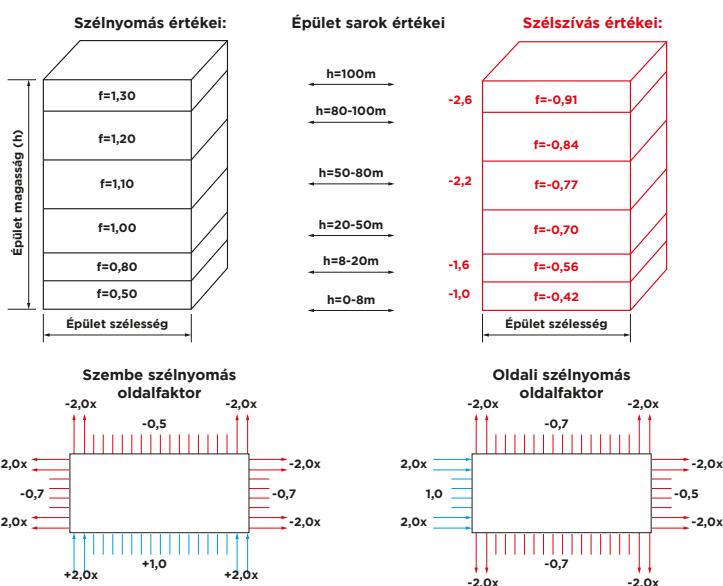 Szélnyomás értékei:
Épület sarok értékei
Szélszívás értékei:
Épület magasság (h)
f=1,30
f=1,20
f=1,10
f=1,00
f=0,80
f=0,50
Épület szélesség
h=100m
h=80-100m
h=50-80m
h=20-50m
h=8-20m
h=0-8m
-2,6
-2,2
-1,6
-1,0
f=-0,91
f=-0,84
f=-0,77
f=-0,70
f=-0,56
f=-0,42
Épület szélesség
Szembe szélnyomás
oldalfaktor
-2,0x
-2,0x
-0,5
2,0x
-2,0x
-0,7
-0,7
2,0x
-2,0x
+1,0
+2,0x
+2,0x
Oldali szélnyomás
oldalfaktor
-2,0x
-2,0x
-0,7
2,0x
-2,0x
1,0
-0,5
2,0x
-2,0x
-0,7
-2,0x
-2,0x